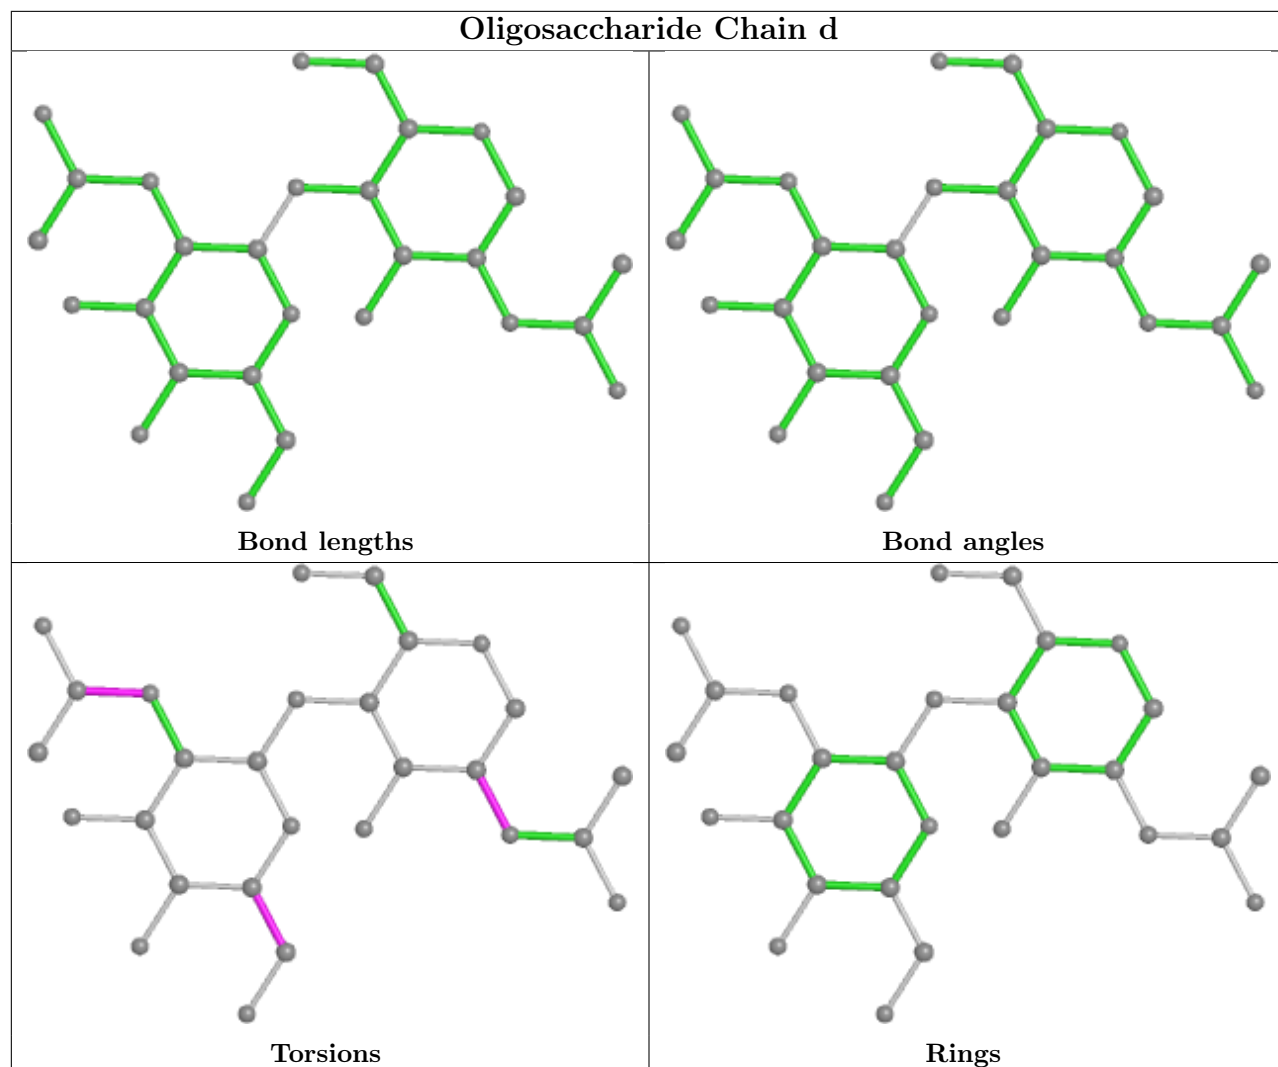 Oligosaccharide Chain d
Bond lengths
Bond angles
Torsions
Rings